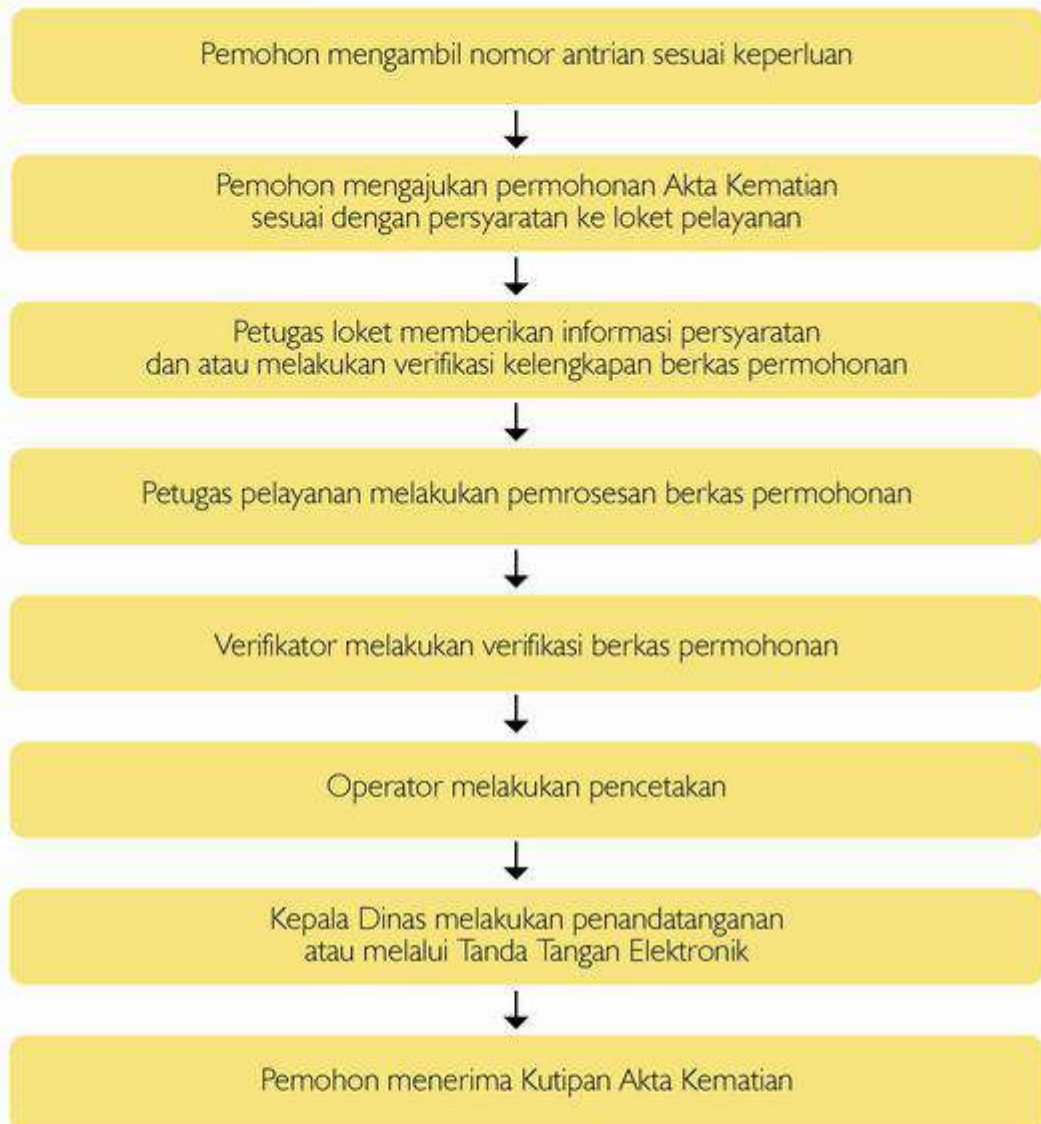 Pemohon mengambil nomor antrian sesuai keperluan
Pemohon mengajukan permohonan Akta Kematian
sesuai dengan persyaratan ke loket pelayanan
Petugas loket memberikan informasi persyaratan
dan atau melakukan verifikasi kelengkapan berkas permohonan
Petugas pelayanan melakukan pemrosesan berkas permohonan
Verifikator melakukan verifikasi berkas permohonan
Operator melakukan pencetakan
Kepala Dinas melakukan penandatanganan
atau melalui Tanda Tangan Elektronik
Pemohon menerima Kutipan Akta Kematian